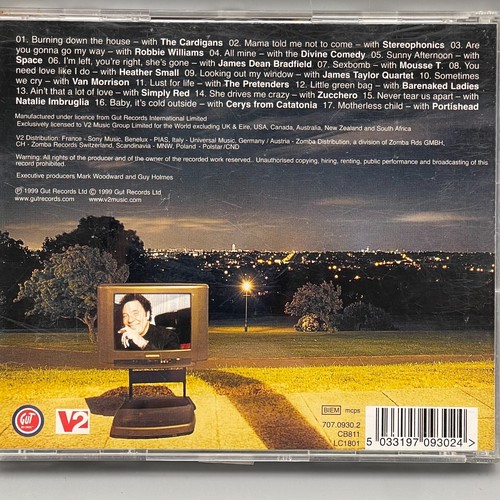 01. Burning down the house – with The Cardigans 02. Mama told me not to come – with Stereophonics 03. Are
you gonna go my way – with Robbie Williams 04. All mine – with the Divine Comedy 05. Sunny Afternoon – with
Space 06. I'm left, you're right, she's gone – with James Dean Bradfield 07. Sexbomb – with Mousse T. 08. You
need love like I do – with Heather Small 09. Looking out my window – with James Taylor Quartet 10. Sometimes
we cry – with Van Morrison 11. Lust for life – with The Pretenders 12. Little green bag – with Barenaked Ladies
13. Ain't that a lot of love – with Simply Red 14. She drives me crazy – with Zucchero 15. Never tear us apart – with
Natalie Imbruglia 16. Baby, it's cold outside – with Cerys from Catatonia 17. Motherless child – with Portishead
Manufactured under licence from Gut Records International Limited
Exclusively licensed to V2 Music Group Limited for the World excluding UK & Eire, USA, Canada, Australia, New Zealand and South Africa
V2 Distribution: France - Sony Music, Benelux - PIAS, Italy - Universal Music, Germany / Austria - Zomba Distribution, a division of Zomba Rds GMBH,
CH - Zomba Records Switzerland, Scandinavia - MNW, Poland - Polstar/CND
Warning: All rights of the producer and of the owner of the recorded work reserved.. Unauthorised copying, hiring, renting, public performance and broadcasting of this
record prohibited.
Executive producers Mark Woodward and Guy Holmes
℗ 1999 Gut Records Ltd © 1999 Gut Records Ltd
www.gutrecords.com www.v2music.com
GUT
V2
BIEM mcps
707.0930.2
CB811
LC1801
5 033197 093024 >